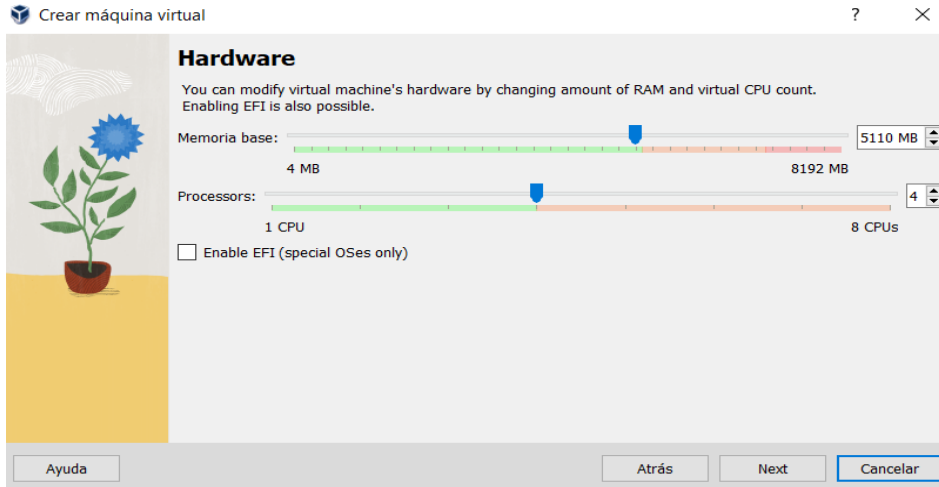 Crear máquina virtual
?
Hardware
You can modify virtual machine's hardware by changing amount of RAM and virtual CPU count.
Enabling EFI is also possible.
Memoria base:
5110 MB
4 MB
8192 MB
Processors:
4
1 CPU
8 CPUs
Enable EFI (special OSes only)
Ayuda
Atrás
Next
Cancelar